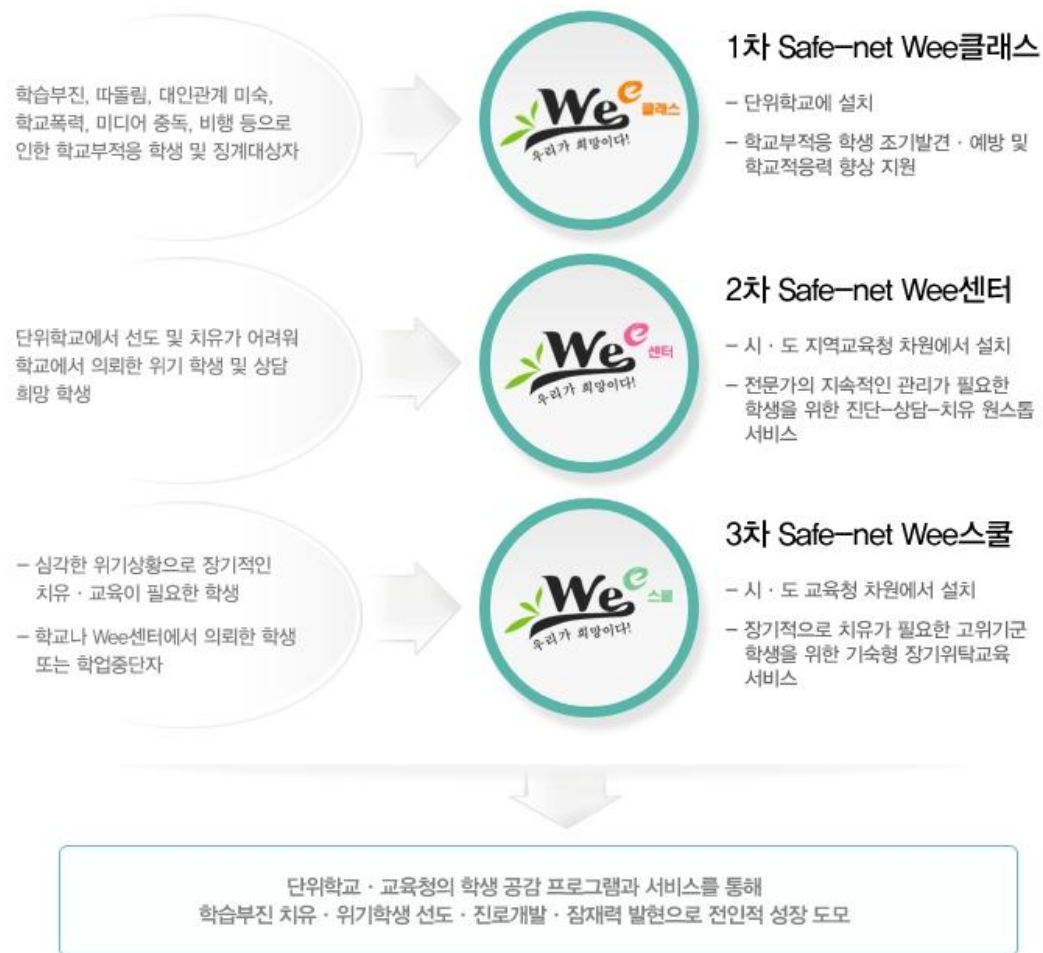 학습부진, 따돌림, 대인관계 미숙,
학교폭력, 미디어 중독, 비행 등으로
인한 학교부적응 학생 및 징계대상자
Wee 클래스
우리가 희망이다!
1차 Safe-net Wee클래스
- 단위학교에 설치
- 학교부적응 학생 조기발견 · 예방 및
학교적응력 향상 지원
단위학교에서 선도 및 치유가 어려워
학교에서 의뢰한 위기 학생 및 상담
희망 학생
Wee 센터
우리가 희망이다!
2차 Safe-net Wee센터
- 시 · 도 지역교육청 차원에서 설치
- 전문가의 지속적인 관리가 필요한
학생을 위한 진단-상담-치유 원스톱
서비스
- 심각한 위기상황으로 장기적인
치유 · 교육이 필요한 학생
- 학교나 Wee센터에서 의뢰한 학생
또는 학업중단자
Wee 스쿨
우리가 희망이다!
3차 Safe-net Wee스쿨
- 시 · 도 교육청 차원에서 설치
- 장기적으로 치유가 필요한 고위기군
학생을 위한 기숙형 장기위탁교육
서비스
단위학교 · 교육청의 학생 공감 프로그램과 서비스를 통해
학습부진 치유 · 위기학생 선도 · 진로개발 · 잠재력 발현으로 전인적 성장 도모